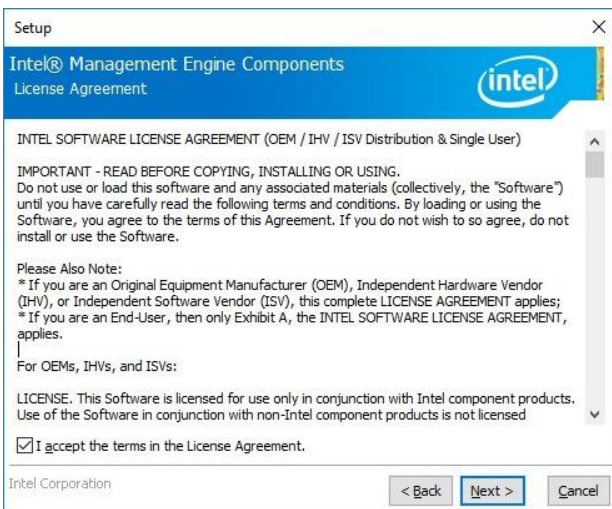 Setup
Intel® Management Engine Components
License Agreement
intel
INTEL SOFTWARE LICENSE AGREEMENT (OEM / IHV / ISV Distribution & Single User)
IMPORTANT - READ BEFORE COPYING, INSTALLING OR USING.
Do not use or load this software and any associated materials (collectively, the "Software")
until you have carefully read the following terms and conditions. By loading or using the
Software, you agree to the terms of this Agreement. If you do not wish to so agree, do not
install or use the Software.
Please Also Note:
* If you are an Original Equipment Manufacturer (OEM), Independent Hardware Vendor
(IHV), or Independent Software Vendor (ISV), this complete LICENSE AGREEMENT applies;
* If you are an End-User, then only Exhibit A, the INTEL SOFTWARE LICENSE AGREEMENT,
applies.
For OEMs, IHVs, and ISVs:
LICENSE. This Software is licensed for use only in conjunction with Intel component products.
Use of the Software in conjunction with non-Intel component products is not licensed
I accept the terms in the License Agreement.
Intel Corporation
< Back Next > Cancel